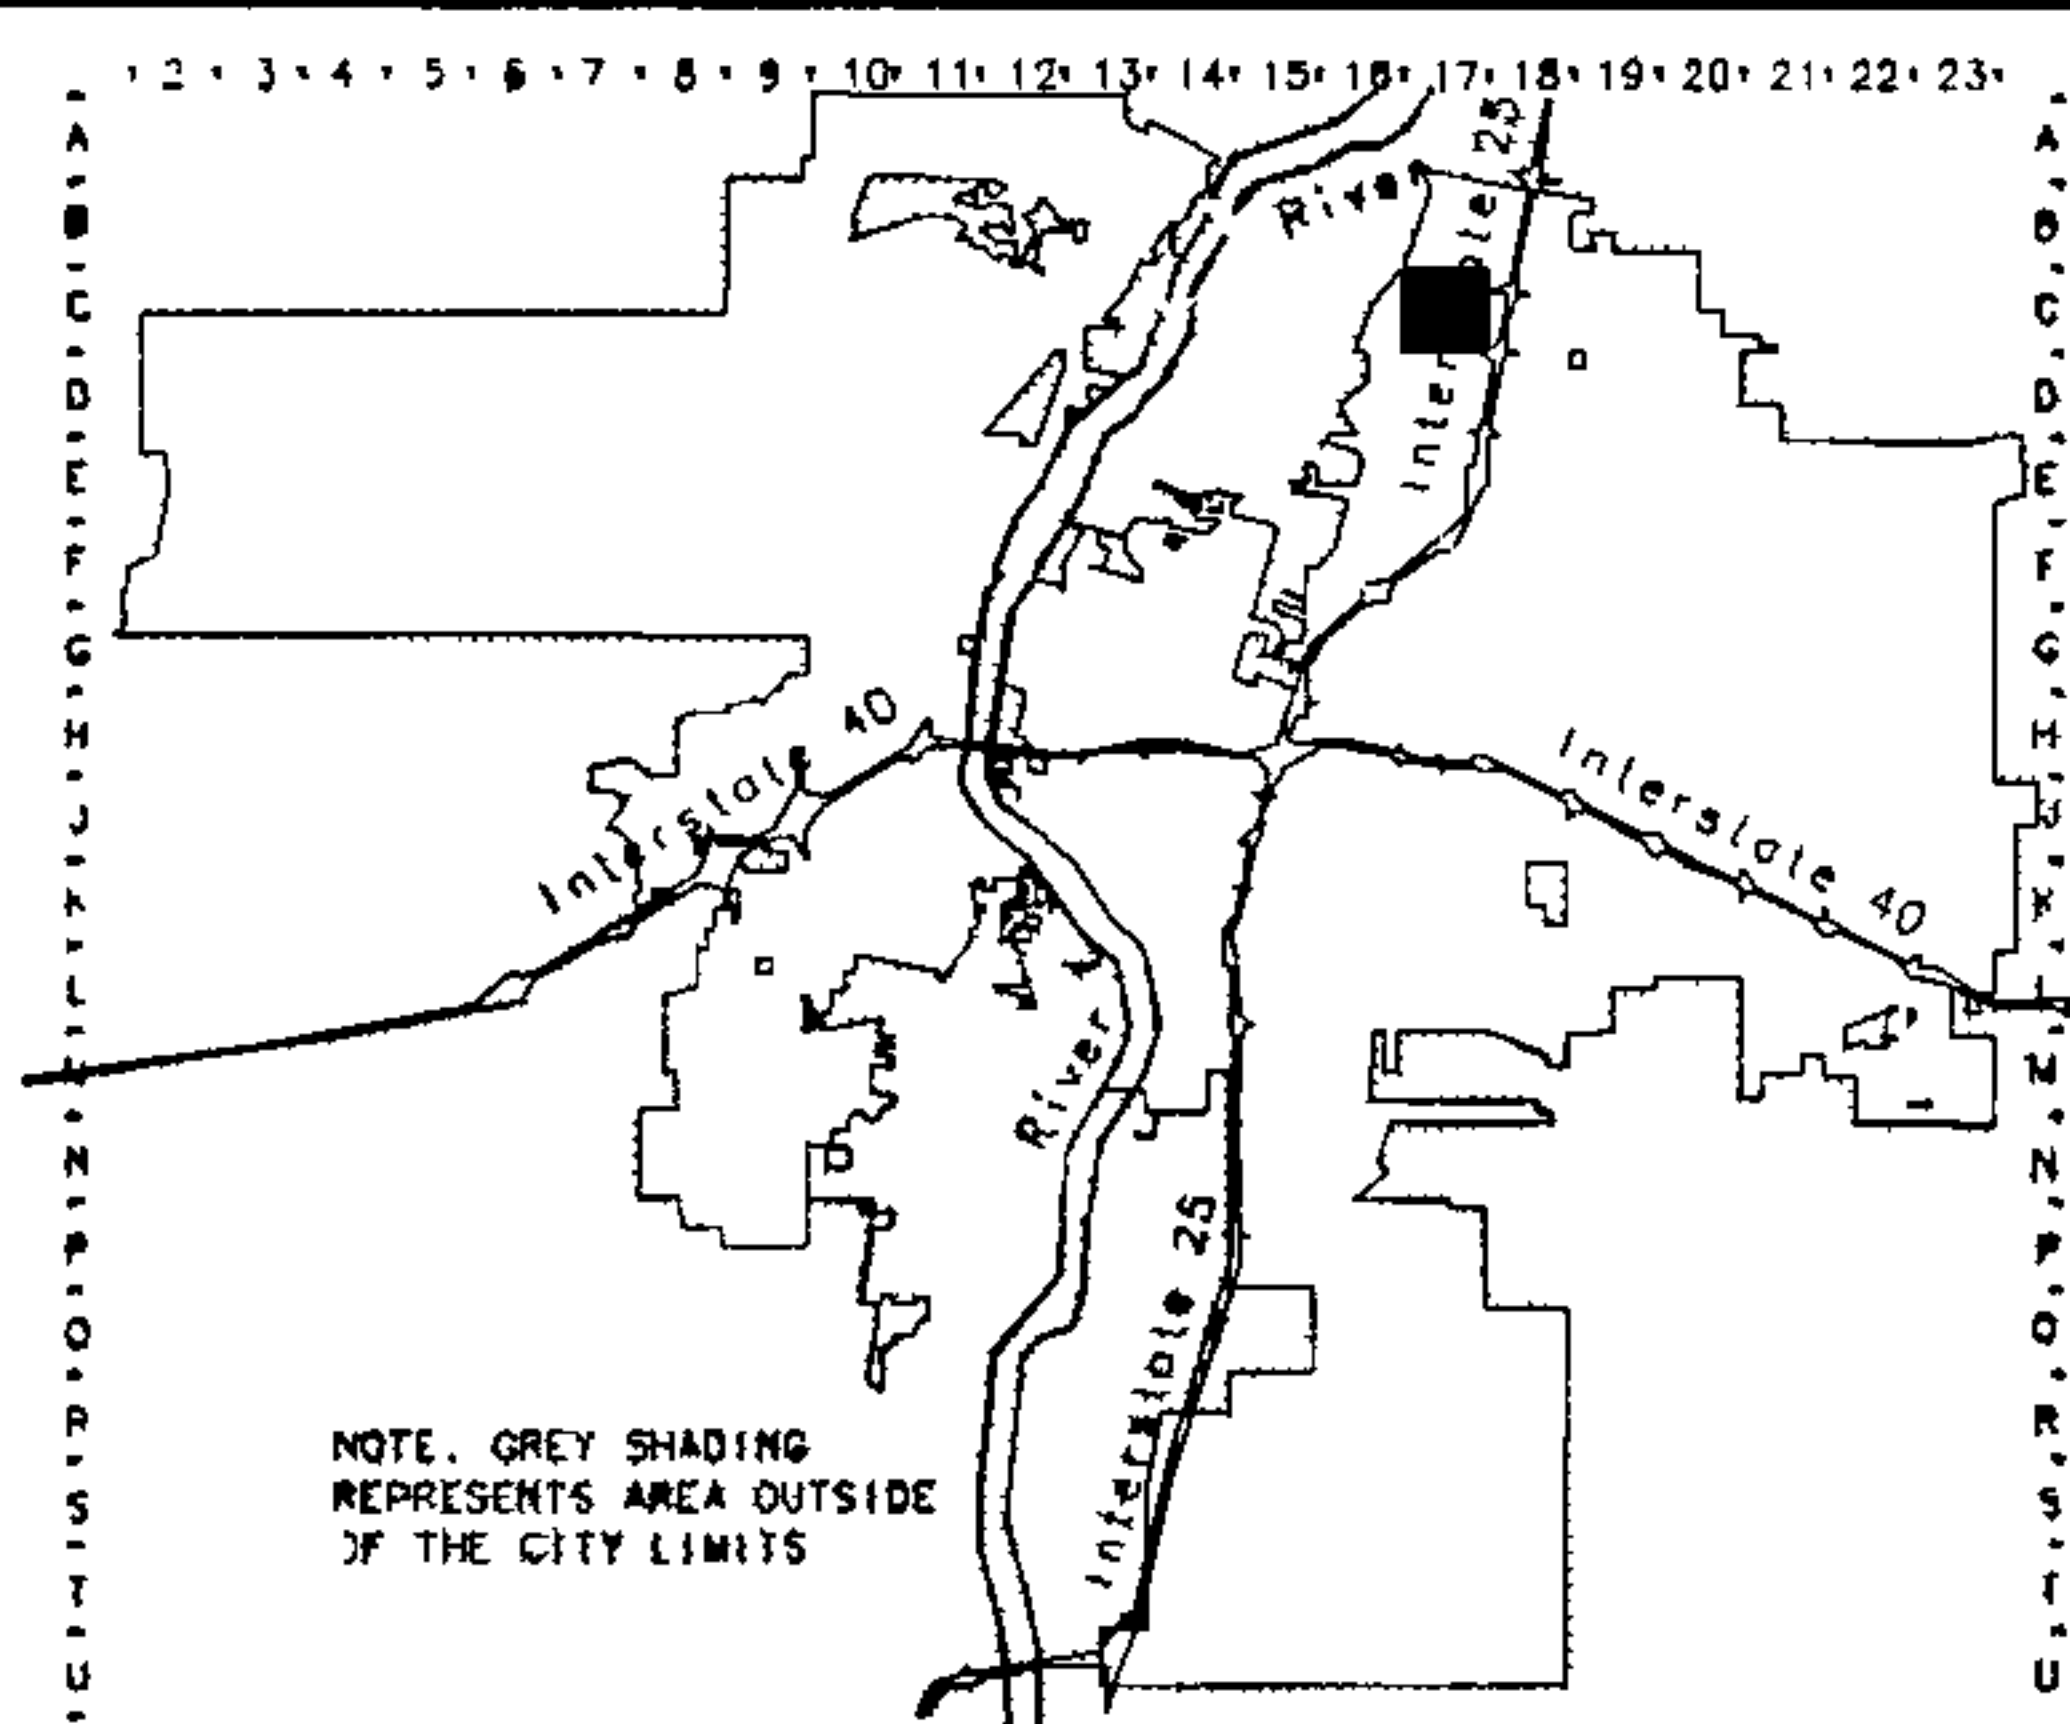 2 3 4 5 6 7 8 9 10 11 12 13 14 15 16 17 18 19 20 21 22 23
A A
B B
C C
D D
E E
F F
G G
H H
J J
K K
L L
M M
N N
P P
Q Q
R R
S S
T T
U U
River
25
Interstate 40
Interstate 40
River
Interstate 25
NOTE. GREY SHADING
REPRESENTS AREA OUTSIDE
OF THE CITY LIMITS